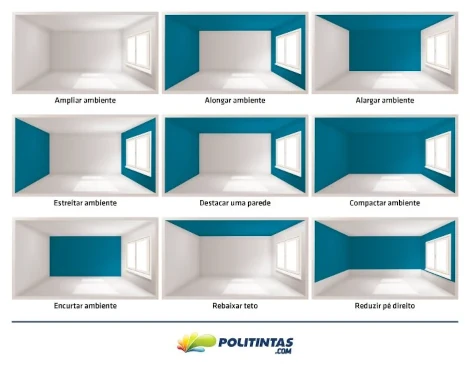 Ampliar ambiente
Alongar ambiente
Alargar ambiente
Estreitar ambiente
Destacar uma parede
Compactar ambiente
Encurtar ambiente
Rebaixar teto
Reduzir pé direito
POLITINTAS
.COM